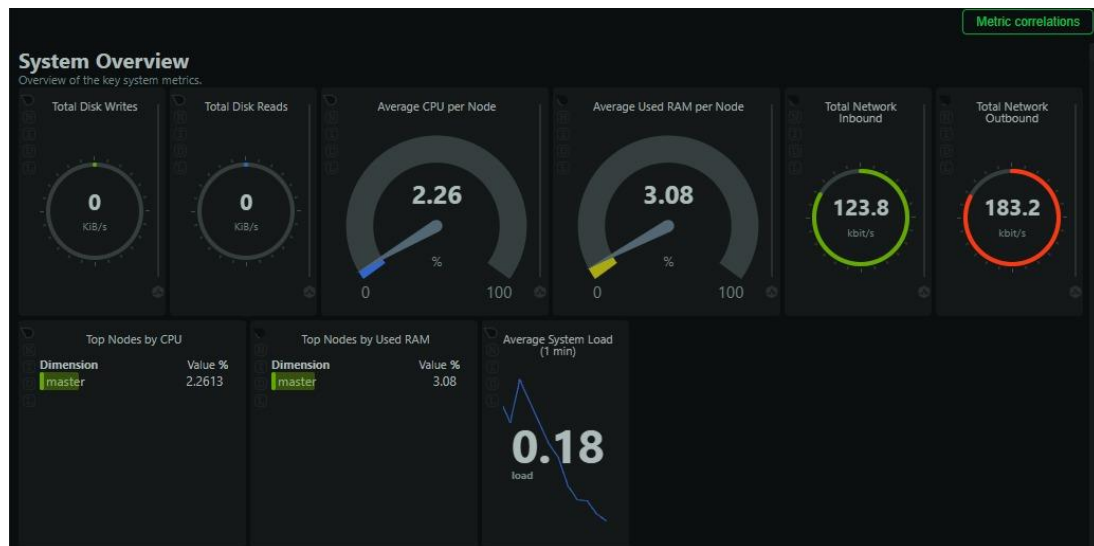 Metric correlations
System Overview
Overview of the key system metrics.
Total Disk Writes
0
KiB/s
Total Disk Reads
0
KiB/s
Average CPU per Node
2.26
%
0
100
Average Used RAM per Node
3.08
%
0
100
Total Network
Inbound
123.8
kbit/s
Total Network
Outbound
183.2
kbit/s
Top Nodes by CPU
Dimension Value %
master 2.2613
Top Nodes by Used RAM
Dimension Value %
master 3.08
Average System Load
(1 min)
0.18
load